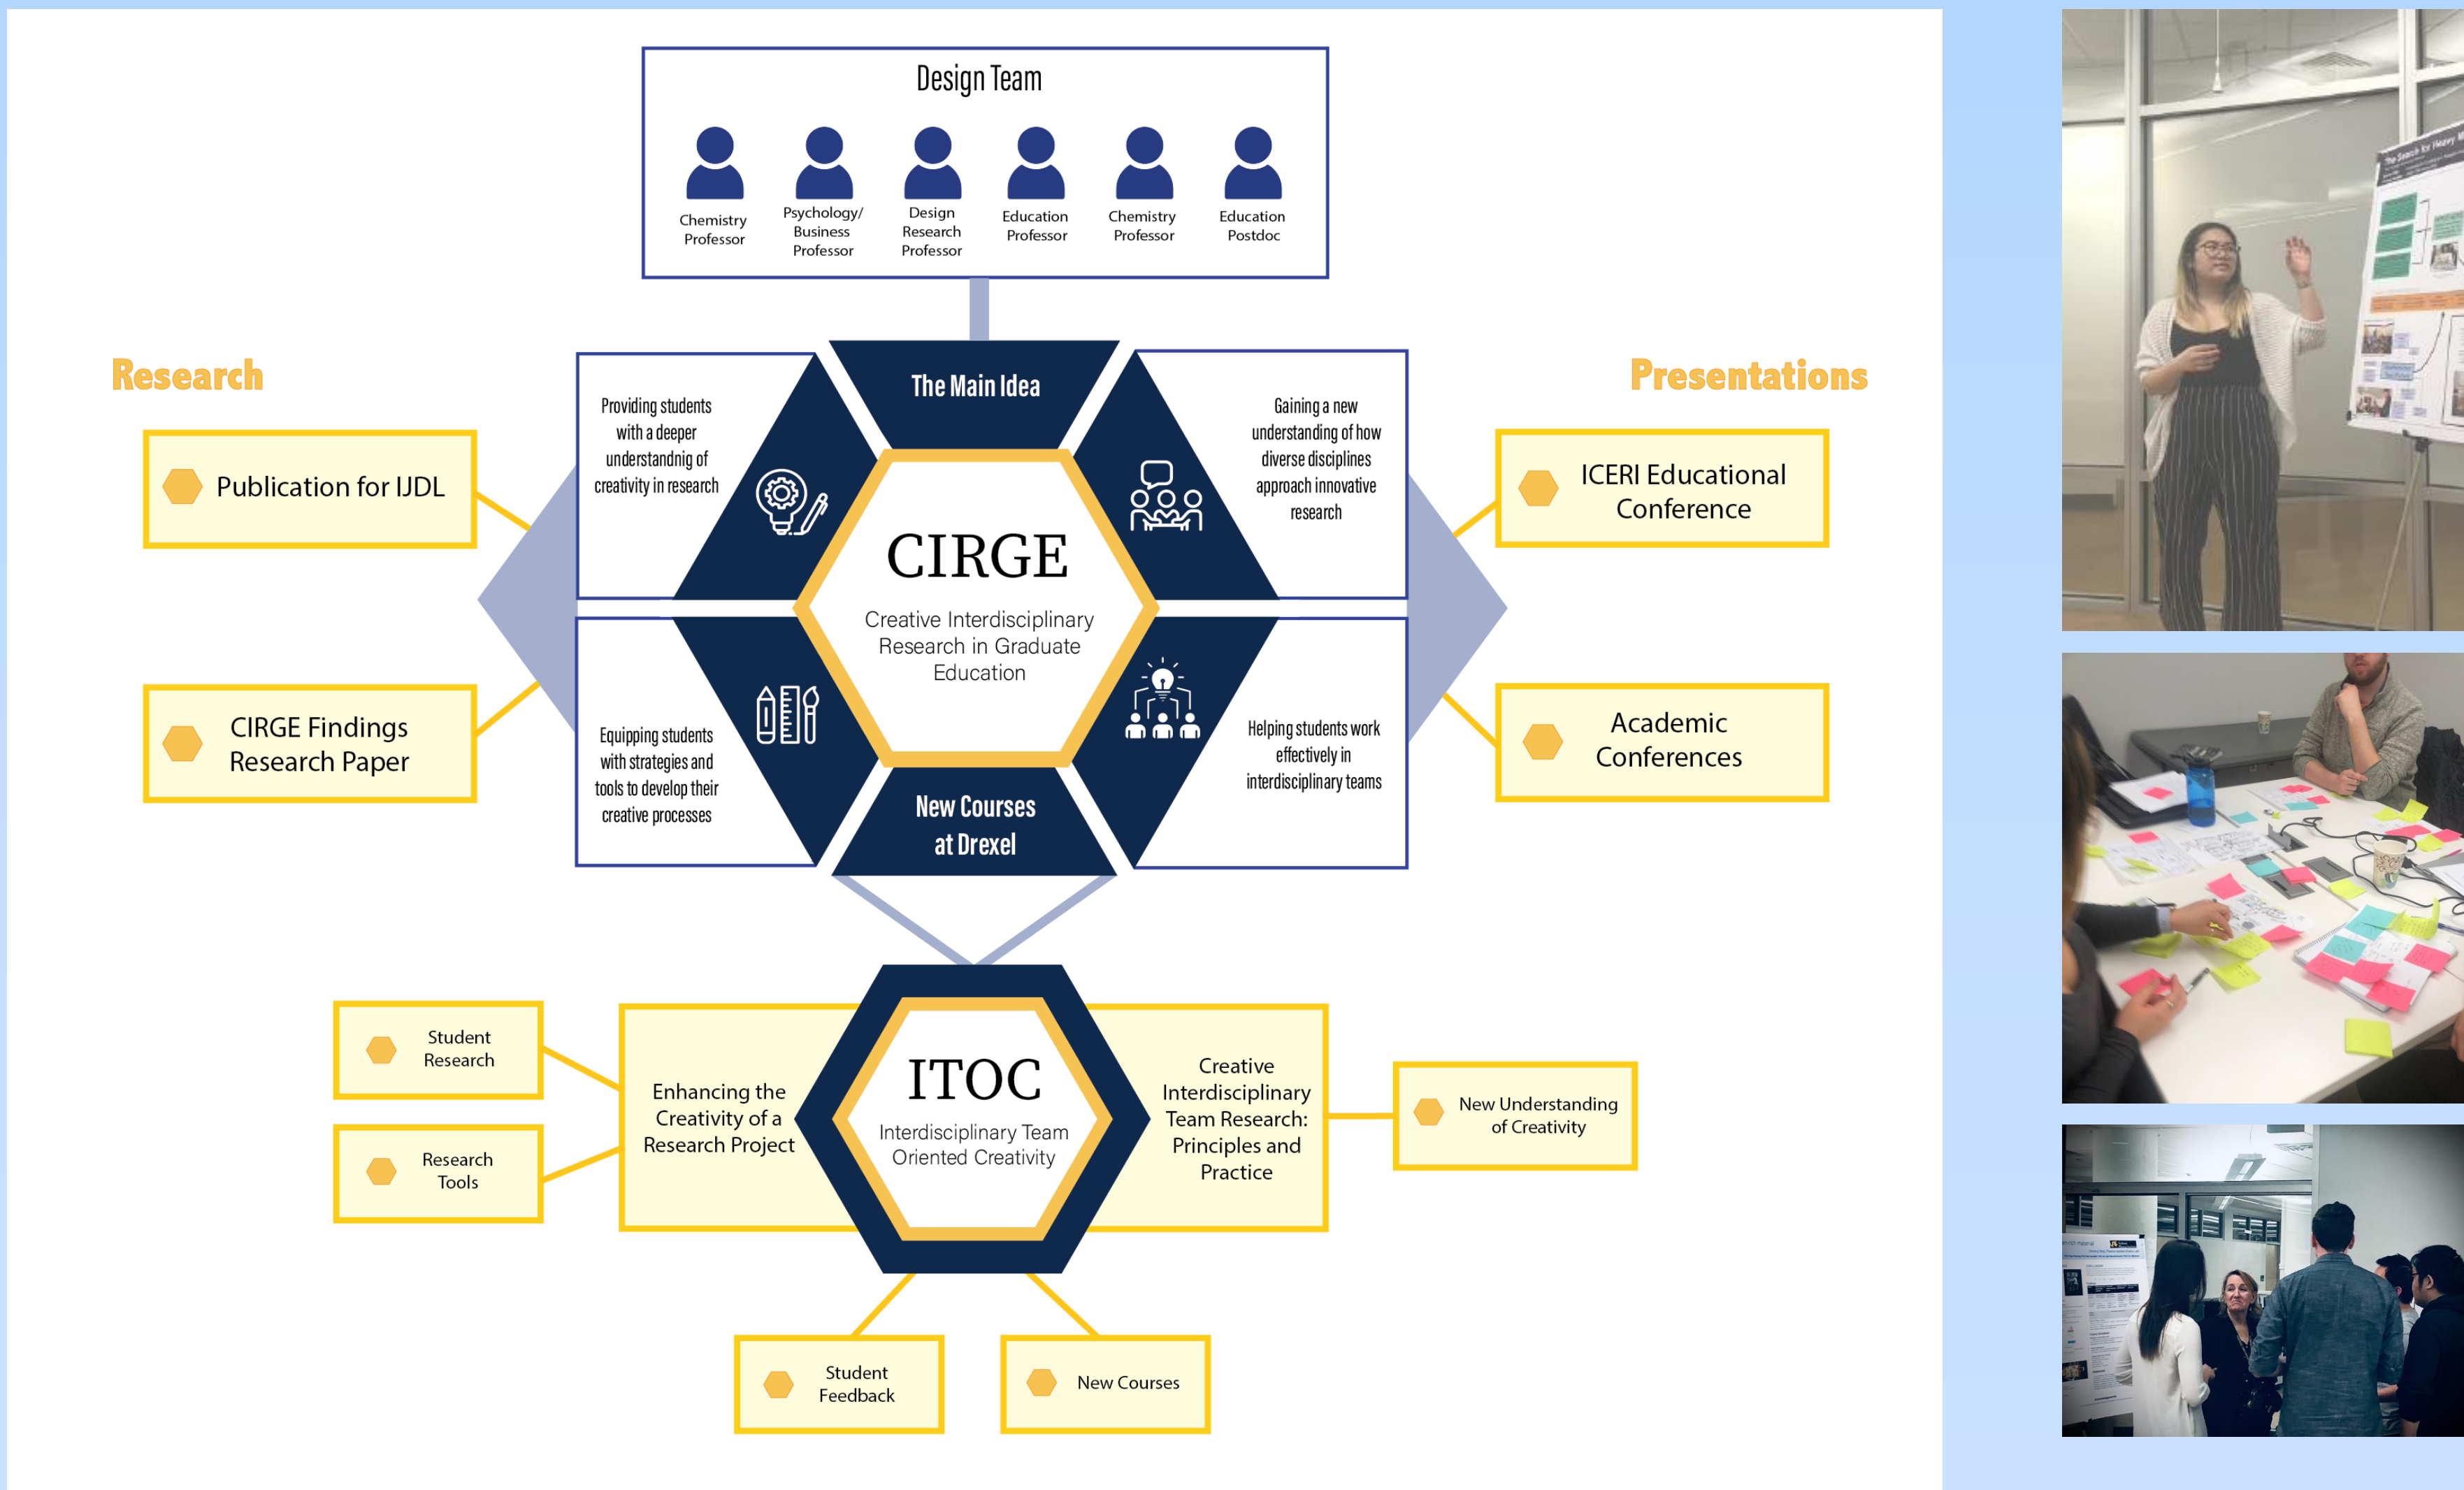 Design Team
Chemistry
Professor
Psychology/
Business
Professor
Design
Research
Professor
Education
Professor
Chemistry
Professor
Education
Postdoc
Research
Publication for IJDL
CIRGE Findings
Research Paper
The Main Idea
Providing students
with a deeper
understandnig of
creativity in research
Gaining a new
understanding of how
diverse disciplines
approach innovative
research
CIRGE
Creative Interdisciplinary
Research in Graduate
Education
Equipping students
with strategies and
tools to develop their
creative processes
Helping students work
effectively in
interdisciplinary teams
New Courses
at Drexel
Presentations
ICERI Educational
Conference
Academic
Conferences
Student
Research
Research
Tools
Enhancing the
Creativity of a
Research Project
ITOC
Interdisciplinary Team
Oriented Creativity
Creative
Interdisciplinary
Team Research:
Principles and
Practice
New Understanding
of Creativity
Student
Feedback
New Courses
The Search for Heavy